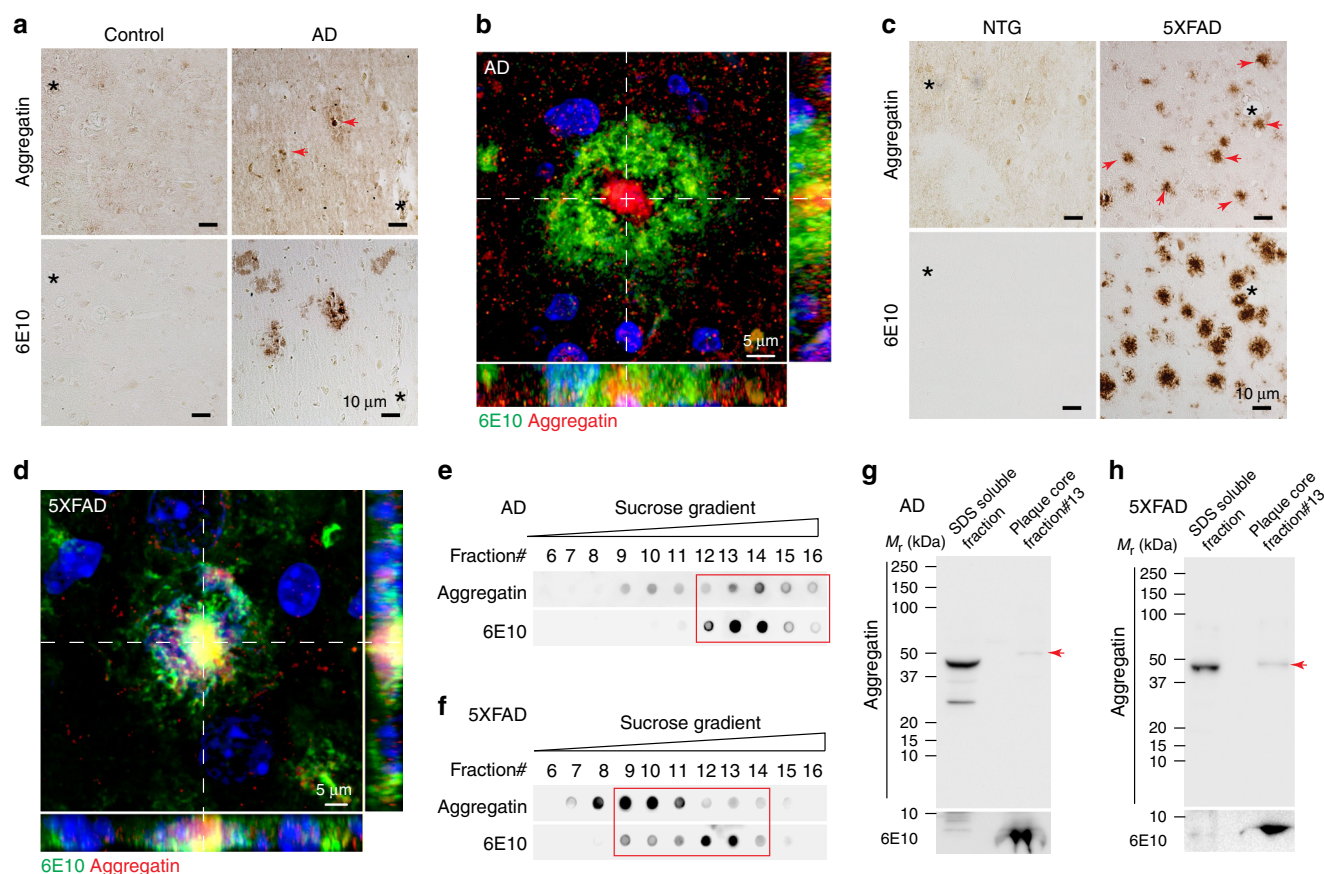 a
Control
AD
Aggregatin
*
*
6E10
*
10 μm
*
b
AD
5 μm
6E10 Aggregatin
c
NTG
5XFAD
Aggregatin
*
*
6E10
*
*
10 μm
d
5XFAD
5 μm
6E10 Aggregatin
e
AD
Sucrose gradient
Fraction# 6 7 8 9 10 11 12 13 14 15 16
Aggregatin
6E10
f
5XFAD
Sucrose gradient
Fraction# 6 7 8 9 10 11 12 13 14 15 16
Aggregatin
6E10
g
AD
SDS soluble
fraction
Plaque core
fraction#13
Mr (kDa)
250
150
100
50
37
20
15
10
Aggregatin
10
6E10
h
5XFAD
SDS soluble
fraction
Plaque core
fraction#13
Mr (kDa)
250
150
100
50
37
20
15
10
Aggregatin
10
6E10